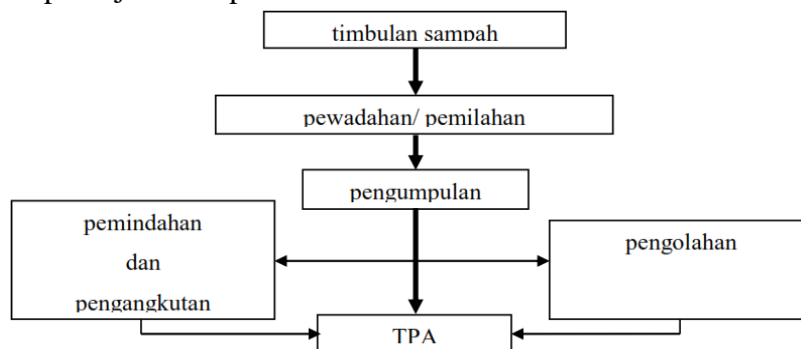 timbulan sampah
pewadahan/ pemilahan
pengumpulan
pemindahan
dan
pengangkutan
pengolahan
TPA